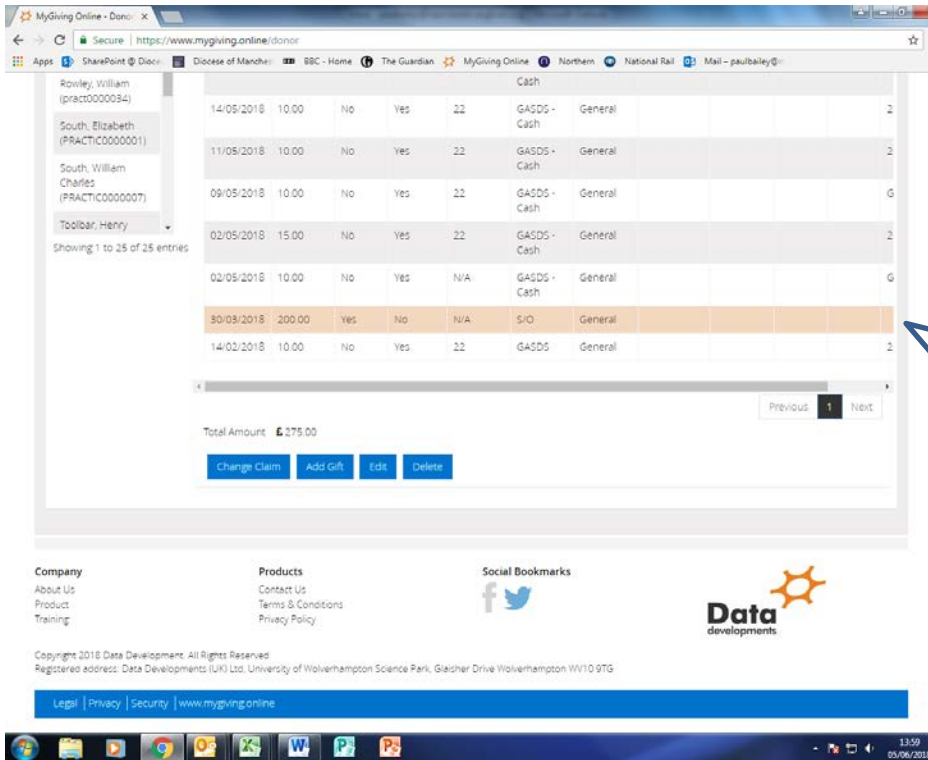 MyGiving Online - Donor
Secure | https://www.mygiving.online/donor
Apps SharePoint @ Dioce Diocese of Manches BBC - Home The Guardian MyGiving Online Northern National Rail Mail – paulbailey@
Rowley, William
(pract0000034)
South, Elizabeth
(PRACTIC0000001)
South, William
Charles
(PRACTIC0000007)
Toolbar, Henry
Showing 1 to 25 of 25 entries
Cash
14/05/2018 10.00 No Yes 22 GASDS - General 2
Cash
11/05/2018 10.00 No Yes 22 GASDS - General 2
Cash
09/05/2018 10.00 No Yes 22 GASDS - General G
Cash
02/05/2018 15.00 No Yes 22 GASDS - General 2
Cash
02/05/2018 10.00 No Yes N/A GASDS - General G
Cash
30/03/2018 200.00 Yes No N/A S/O General
14/02/2018 10.00 No Yes 22 GASDS General 2
Previous 1 Next
Total Amount £ 275.00
Change Claim Add Gift Edit Delete
Company Products Social Bookmarks
About Us Contact Us
Product Terms & Conditions
Training Privacy Policy
Data
developments
Copyright 2018 Data Development. All Rights Reserved
Registered address: Data Developments (UK) Ltd, University of Wolverhampton Science Park, Glaisher Drive Wolverhampton WV10 9TG
Legal | Privacy | Security | www.mygiving.online
13:59
05/06/2018